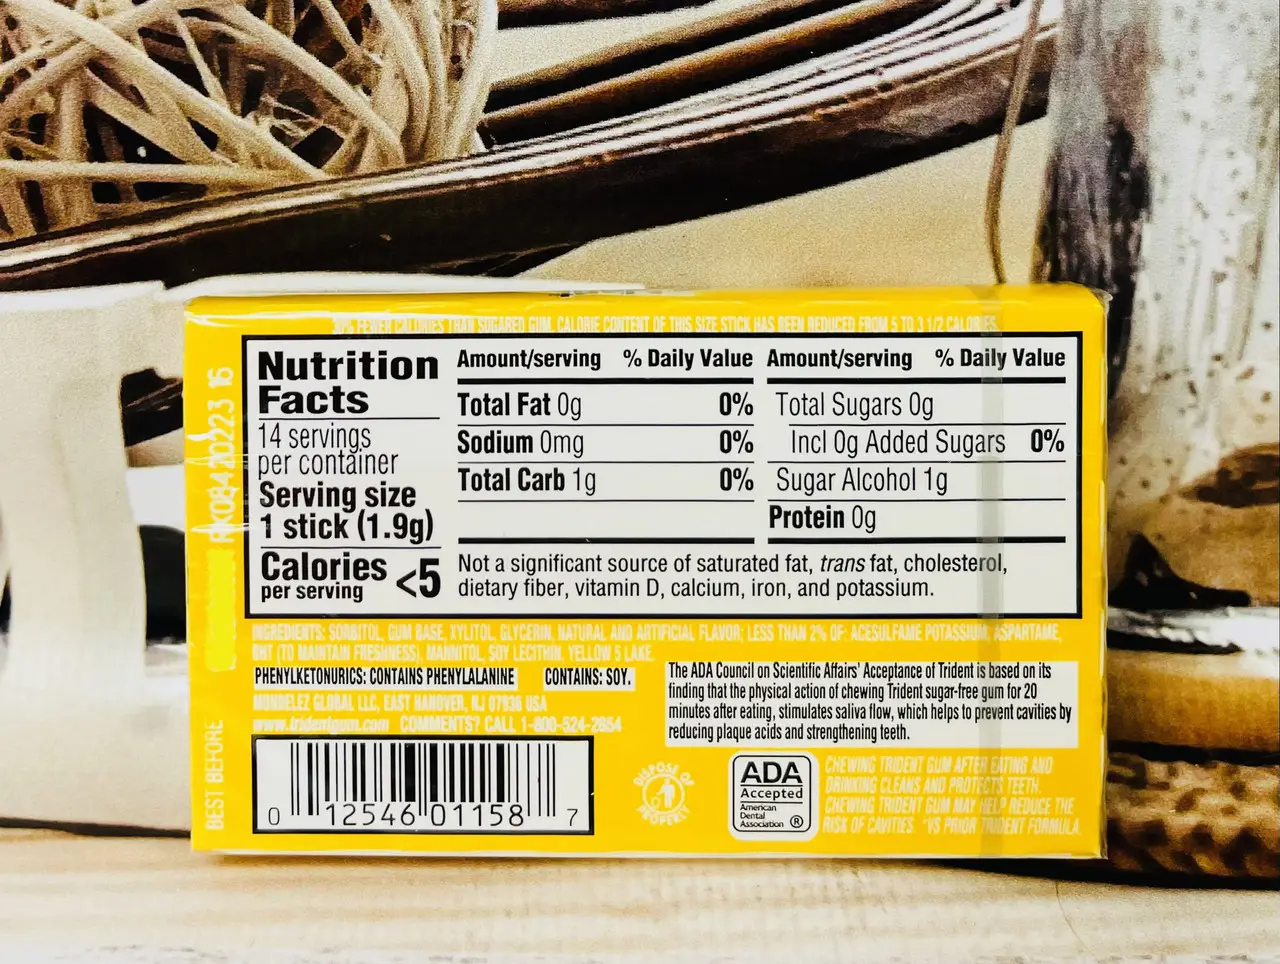 30% FEWER CALORIES THAN SUGARED GUM. CALORIE CONTENT OF THIS SIZE STICK HAS BEEN REDUCED FROM 5 TO 3 1/2 CALORIES.
Nutrition
Facts
14 servings
per container
Serving size
1 stick (1.9g)
Calories
per serving
<5
Amount/serving % Daily Value
Total Fat 0g 0%
Sodium 0mg 0%
Total Carb 1g 0%
Amount/serving % Daily Value
Total Sugars 0g
Incl 0g Added Sugars 0%
Sugar Alcohol 1g
Protein 0g
Not a significant source of saturated fat, trans fat, cholesterol,
dietary fiber, vitamin D, calcium, iron, and potassium.
INGREDIENTS: SORBITOL, GUM BASE, XYLITOL, GLYCERIN, NATURAL AND ARTIFICIAL FLAVOR; LESS THAN 2% OF: ACESULFAME POTASSIUM, ASPARTAME,
BHT (TO MAINTAIN FRESHNESS), MANNITOL, SOY LECITHIN, YELLOW 5 LAKE.
PHENYLKETONURICS: CONTAINS PHENYLALANINE CONTAINS: SOY.
MONDELEZ GLOBAL LLC, EAST HANOVER, NJ 07936 USA
www.tridentgum.com COMMENTS? CALL 1-800-524-2854
The ADA Council on Scientific Affairs' Acceptance of Trident is based on its
finding that the physical action of chewing Trident sugar-free gum for 20
minutes after eating, stimulates saliva flow, which helps to prevent cavities by
reducing plaque acids and strengthening teeth.
0 12546 01158 7
DISPOSE OF
PROPERLY
ADA
Accepted
American
Dental
Association ®
CHEWING TRIDENT GUM AFTER EATING AND
DRINKING CLEANS AND PROTECTS TEETH.
CHEWING TRIDENT GUM MAY HELP REDUCE THE
RISK OF CAVITIES. *VS PRIOR TRIDENT FORMULA.
BEST BEFORE
16